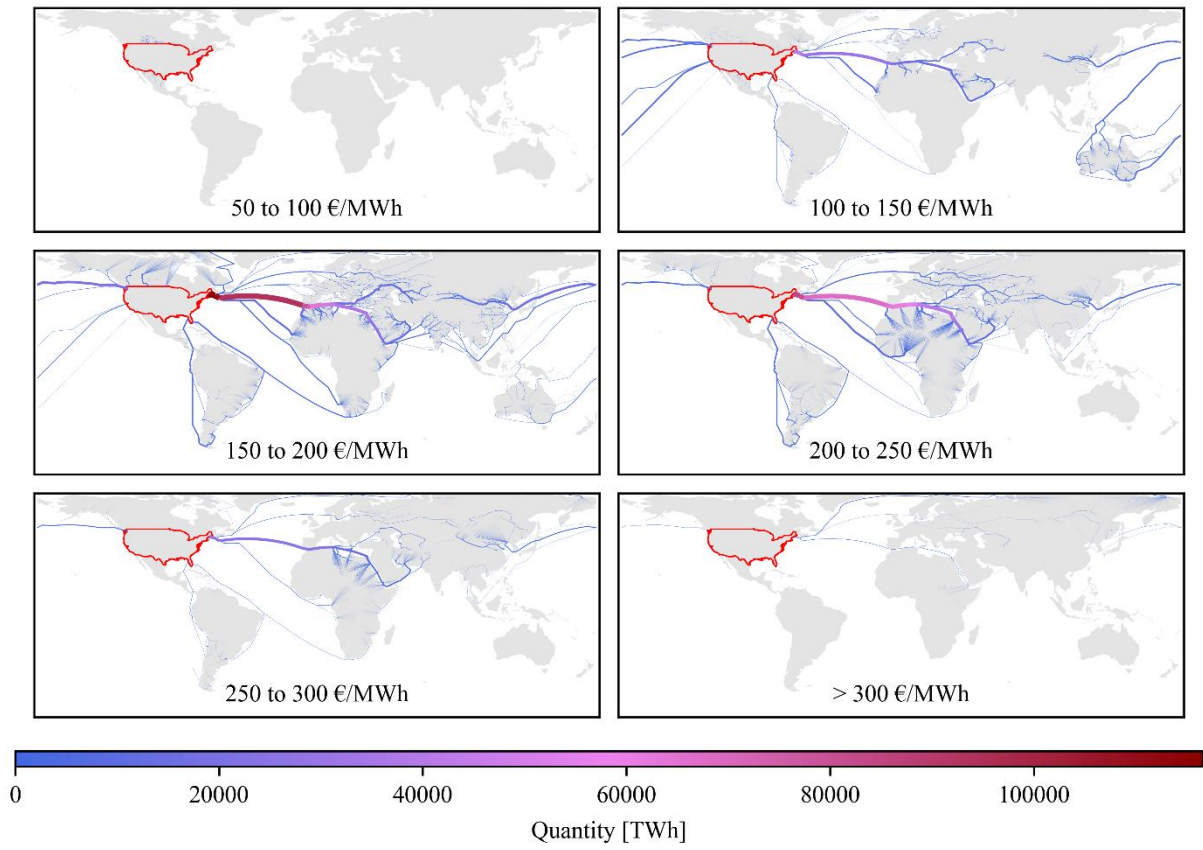 50 to 100 €/MWh
100 to 150 €/MWh
150 to 200 €/MWh
200 to 250 €/MWh
250 to 300 €/MWh
> 300 €/MWh
0
20000
40000
60000
80000
100000
Quantity [TWh]